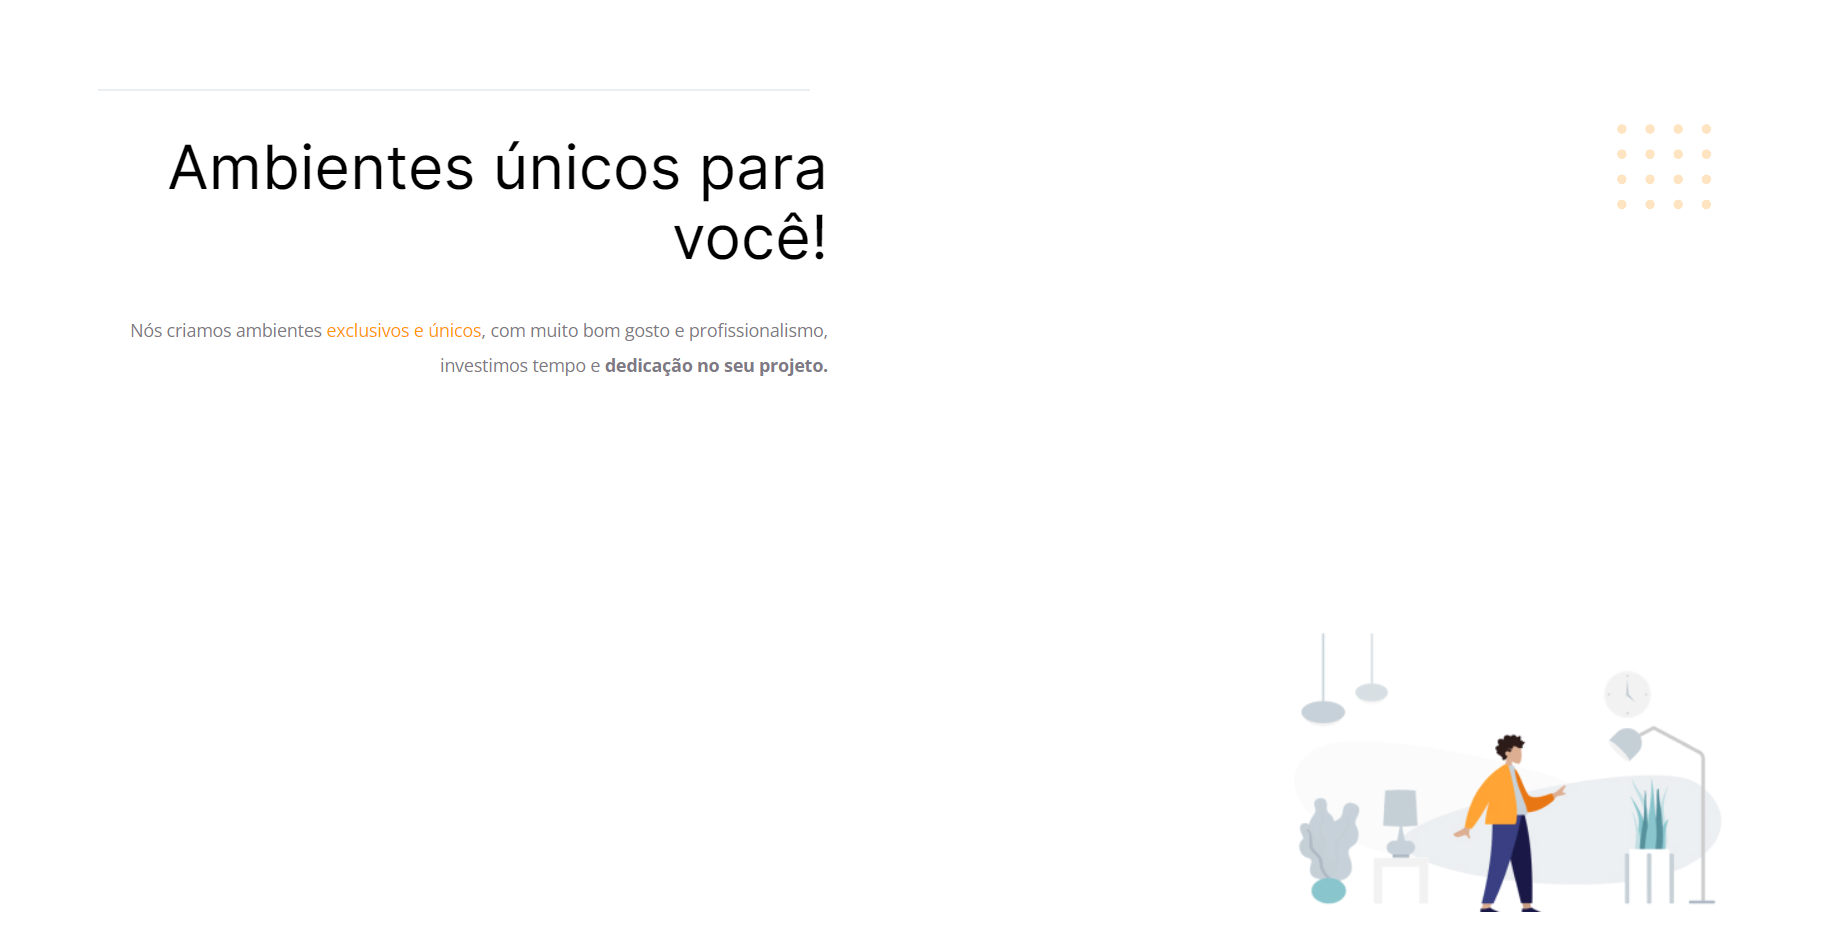 Ambientes únicos para
você!
Nós criamos ambientes exclusivos e únicos, com muito bom gosto e profissionalismo,
investimos tempo e dedicação no seu projeto.